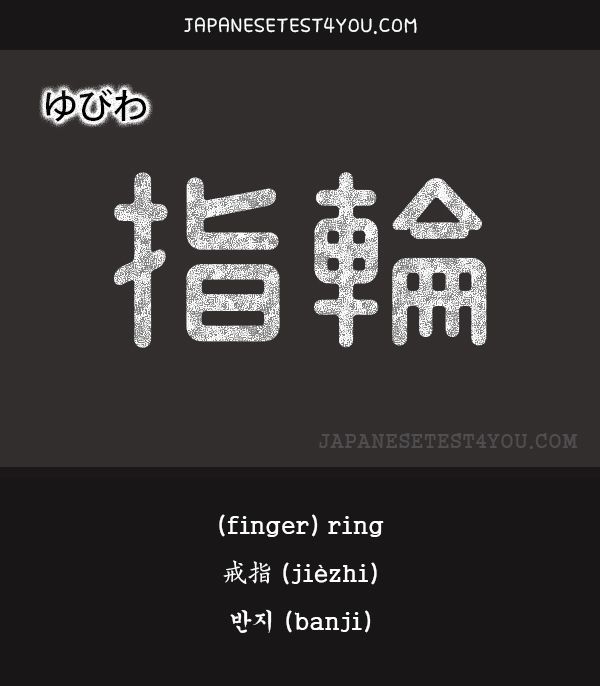 JAPANESETEST4YOU.COM
ゆびわ
指輪
JAPANESETEST4YOU.COM
(finger) ring
戒指 (jièzhi)
반지 (banji)